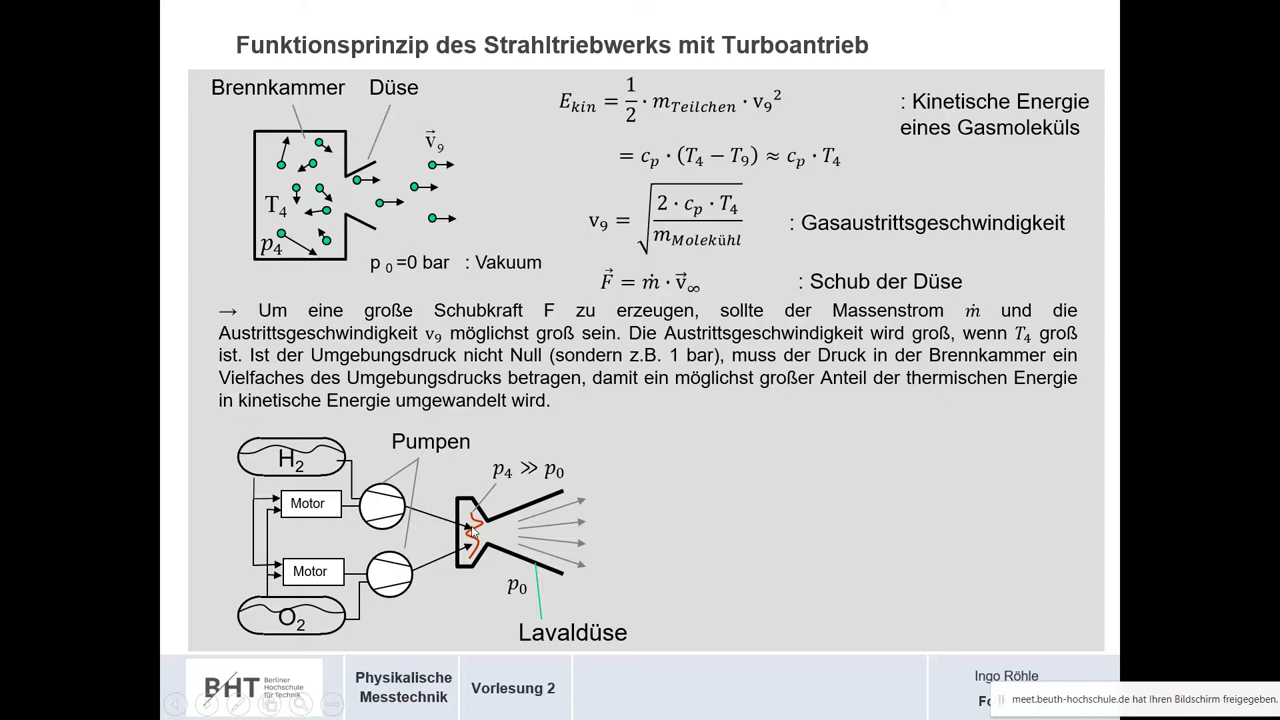 Funktionsprinzip des Strahltriebwerks mit Turboantrieb
Brennkammer Düse
v⃗₉
T₄
p₄
p ₀ =0 bar : Vakuum
E_kin = 1/2 · m_Teilchen · v₉² : Kinetische Energie
eines Gasmoleküls
= c_p · (T₄ − T₉) ≈ c_p · T₄
v₉ = √(2 · c_p · T₄ / m_Molekühl) : Gasaustrittsgeschwindigkeit
F⃗ = ṁ · v⃗_∞ : Schub der Düse
→ Um eine große Schubkraft F zu erzeugen, sollte der Massenstrom ṁ und die
Austrittsgeschwindigkeit v₉ möglichst groß sein. Die Austrittsgeschwindigkeit wird groß, wenn T₄ groß
ist. Ist der Umgebungsdruck nicht Null (sondern z.B. 1 bar), muss der Druck in der Brennkammer ein
Vielfaches des Umgebungsdrucks betragen, damit ein möglichst großer Anteil der thermischen Energie
in kinetische Energie umgewandelt wird.
Pumpen
H₂
p₄ ≫ p₀
Motor
Motor
p₀
O₂
Lavaldüse
BHT Berliner
Hochschule
für Technik
Physikalische
Messtechnik
Vorlesung 2
Ingo Röhle
meet.beuth-hochschule.de hat Ihren Bildschirm freigegeben.